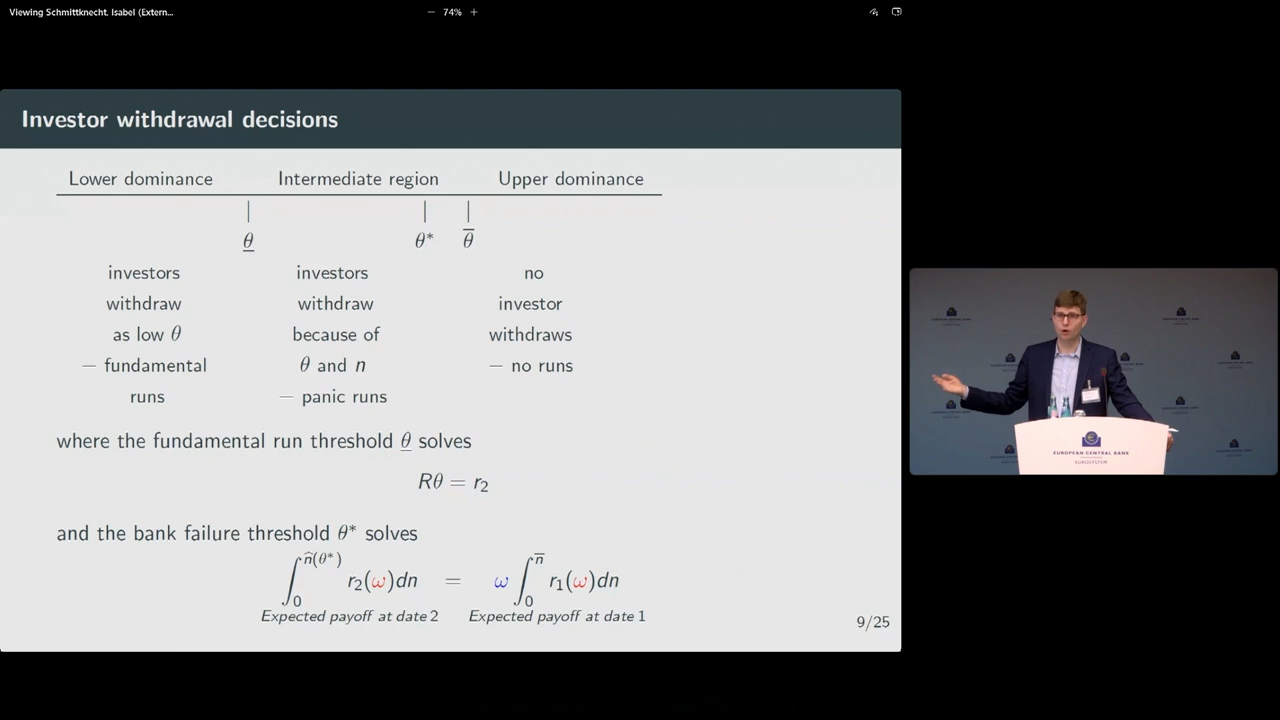 Viewing Schmittknecht. Isabel (Extern...
− 74% +
Investor withdrawal decisions
Lower dominance Intermediate region Upper dominance
θ̲ θ* θ̅
investors investors no
withdraw withdraw investor
as low θ because of withdraws
− fundamental θ and n − no runs
runs − panic runs
where the fundamental run threshold θ̲ solves
Rθ = r₂
and the bank failure threshold θ* solves
∫₀^{n̂(θ*)} r₂(ω)dn = ω ∫₀^{n̅} r₁(ω)dn
Expected payoff at date 2 Expected payoff at date 1
9/25
EUROPEAN CENTRAL BANK
EUROSYSTEM